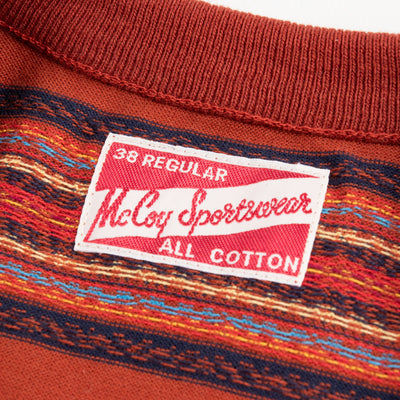 38 REGULAR
McCoy Sportswear
ALL COTTON